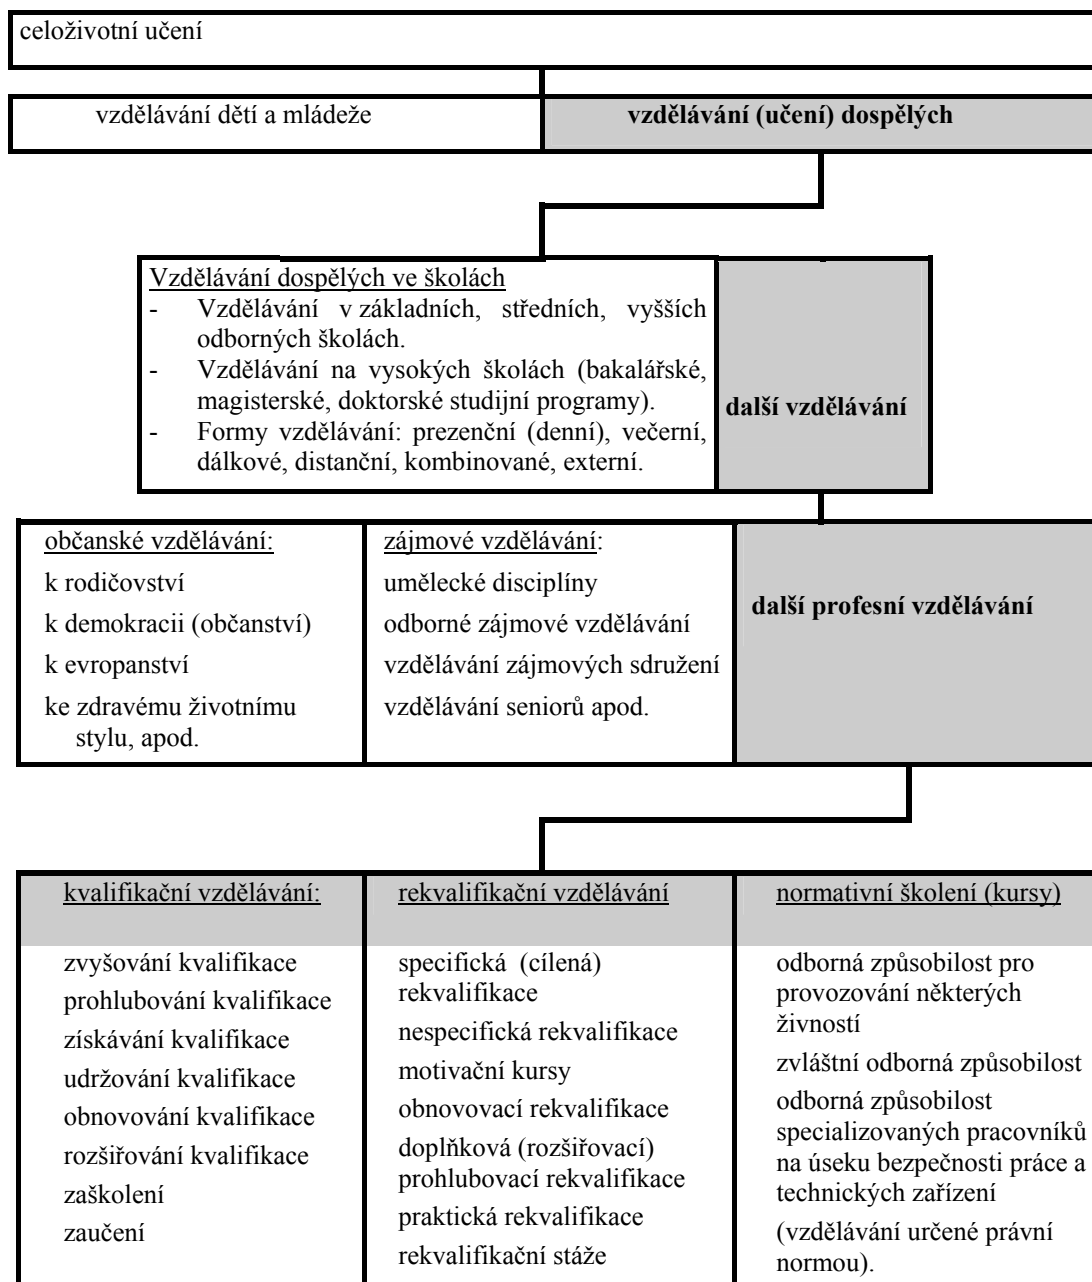 celoživotní učení
vzdělávání dětí a mládeže
vzdělávání (učení) dospělých
Vzdělávání dospělých ve školách
- Vzdělávání v základních, středních, vyšších
odborných školách.
- Vzdělávání na vysokých školách (bakalářské,
magisterské, doktorské studijní programy).
- Formy vzdělávání: prezenční (denní), večerní,
dálkové, distanční, kombinované, externí.
další vzdělávání
občanské vzdělávání:
k rodičovství
k demokracii (občanství)
k evropanství
ke zdravému životnímu
stylu, apod.
zájmové vzdělávání:
umělecké disciplíny
odborné zájmové vzdělávání
vzdělávání zájmových sdružení
vzdělávání seniorů apod.
další profesní vzdělávání
kvalifikační vzdělávání:
zvyšování kvalifikace
prohlubování kvalifikace
získávání kvalifikace
udržování kvalifikace
obnovování kvalifikace
rozšiřování kvalifikace
zaškolení
zaučení
rekvalifikační vzdělávání
specifická (cílená)
rekvalifikace
nespecifická rekvalifikace
motivační kursy
obnovovací rekvalifikace
doplňková (rozšiřovací)
prohlubovací rekvalifikace
praktická rekvalifikace
rekvalifikační stáže
normativní školení (kursy)
odborná způsobilost pro
provozování některých
živností
zvláštní odborná způsobilost
odborná způsobilost
specializovaných pracovníků
na úseku bezpečnosti práce a
technických zařízení
(vzdělávání určené právní
normou).